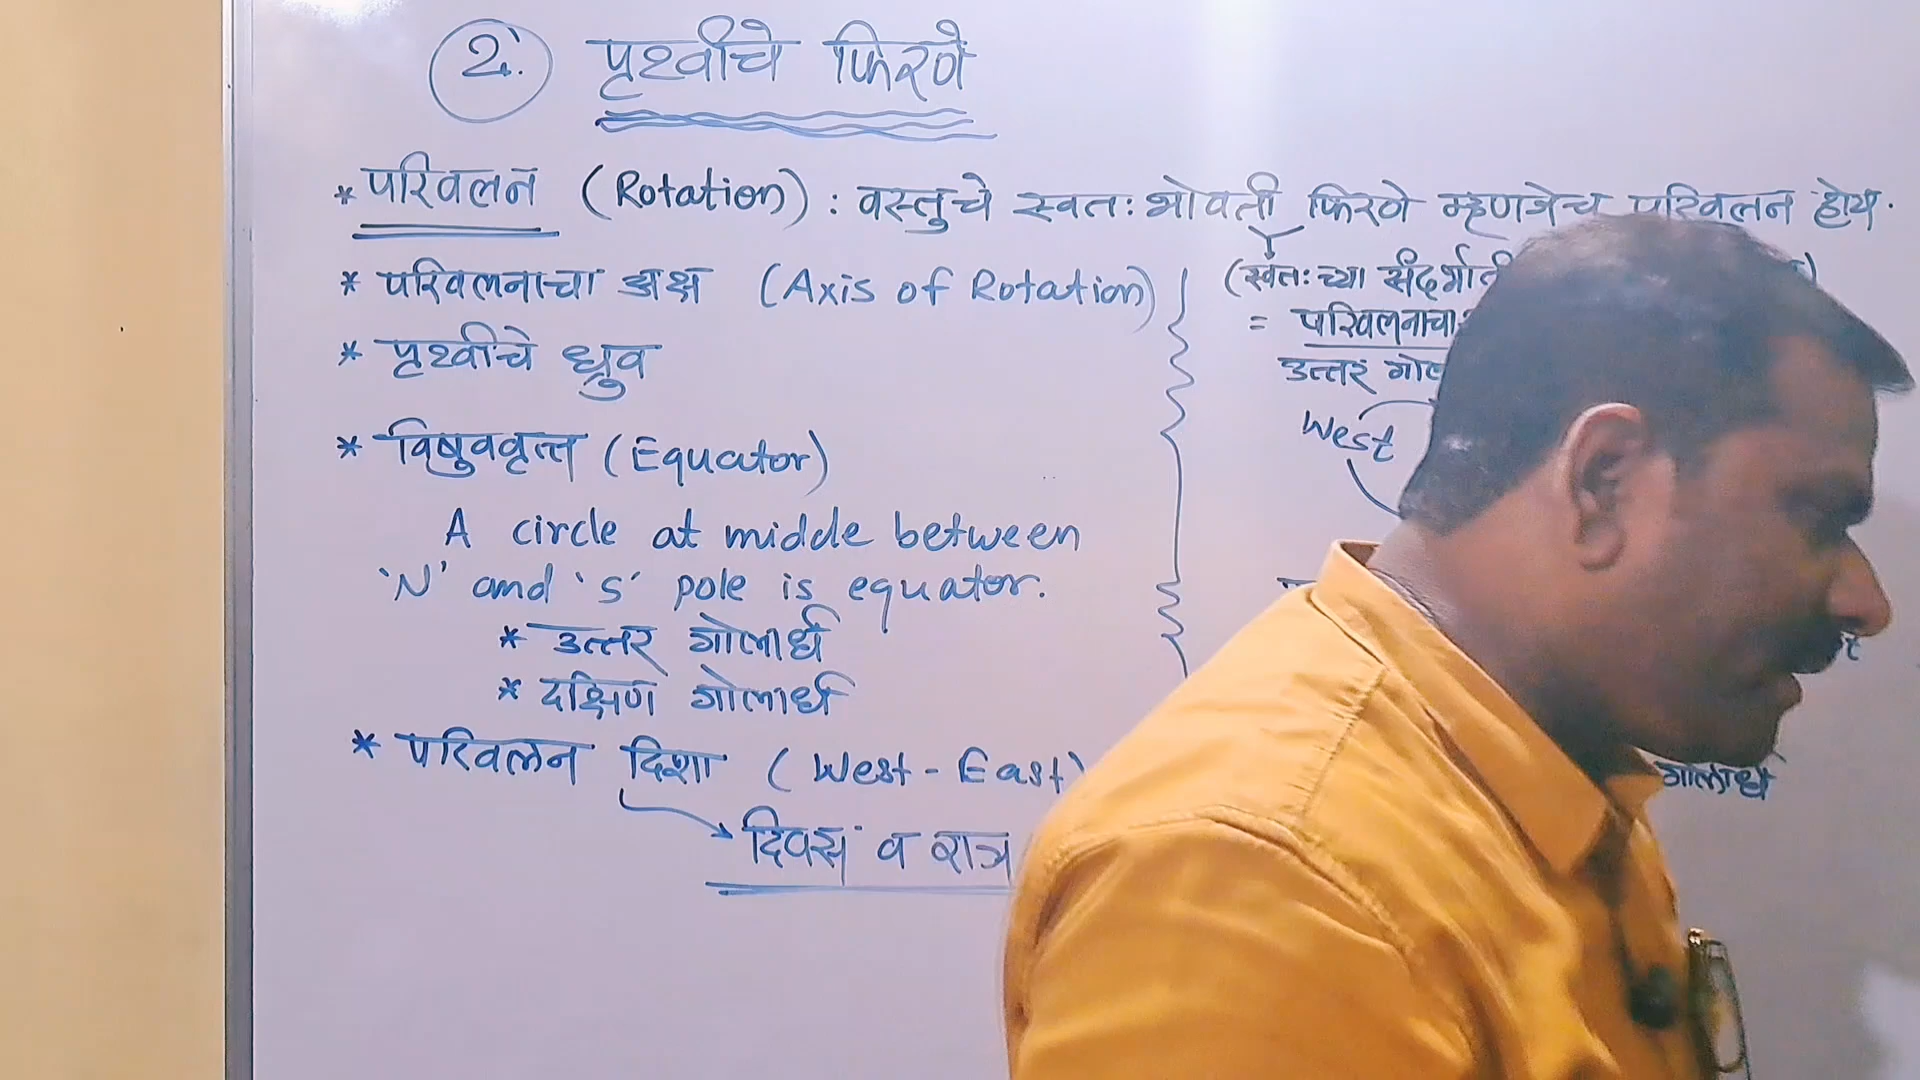 2. पृथ्वीचे फिरणे
* परिवलन (Rotation) : वस्तुचे स्वतः भोवती फिरणे म्हणजेच परिवलन होय.
* परिवलनाचा अक्ष (Axis of Rotation)
* पृथ्वीचे ध्रुव
* विषुववृत्त (Equator)
A circle at middle between
'N' and 'S' pole is equator.
* उत्तर गोलार्ध
* दक्षिण गोलार्ध
* परिवलन दिशा (West - East)
दिवस व रात्र
(स्वतःच्या
= परिवलनाचा
उत्तर
West
गोलार्ध